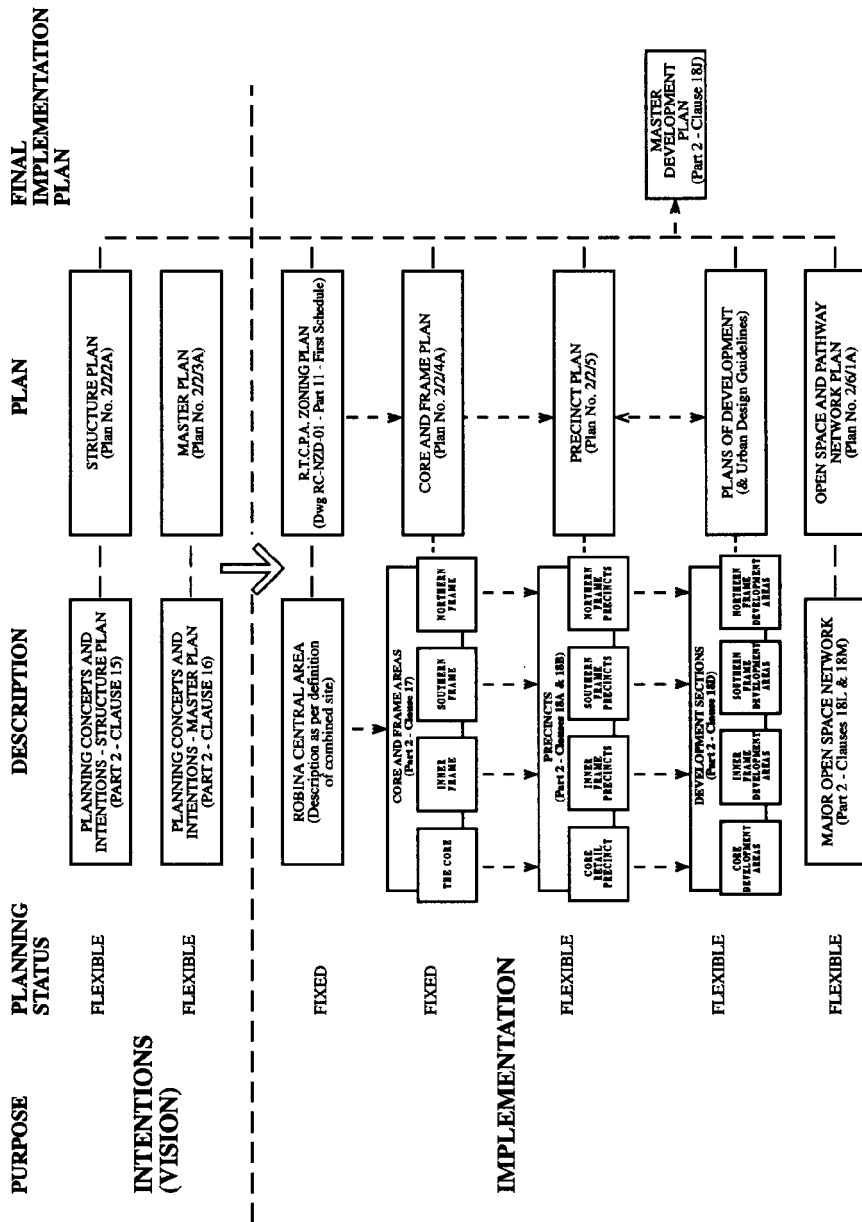 PURPOSE
PLANNING
STATUS
DESCRIPTION
PLAN
FINAL
IMPLEMENTATION
PLAN
INTENTIONS
(VISION)
FLEXIBLE
PLANNING CONCEPTS AND
INTENTIONS - STRUCTURE PLAN
(PART 2 - CLAUSE 15)
STRUCTURE PLAN
(Plan No. 2/2/2A)
FLEXIBLE
PLANNING CONCEPTS AND
INTENTIONS - MASTER PLAN
(PART 2 - CLAUSE 16)
MASTER PLAN
(Plan No. 2/2/3A)
IMPLEMENTATION
FIXED
ROBINA CENTRAL AREA
(Description as per definition
of combined site)
R.T.C.P.A. ZONING PLAN
(Dwg RC-NZD-01 - Part 11 - First Schedule)
FIXED
CORE AND FRAME AREAS
(Part 2 - Clause 17)
THE CORE
INNER
FRAME
SOUTHERN
FRAME
NORTHERN
FRAME
CORE AND FRAME PLAN
(Plan No. 2/2/4A)
FLEXIBLE
PRECINCTS
(Part 2 - Clauses 18A & 18B)
CORE
RETAIL
PRECINCT
INNER
FRAME
PRECINCTS
SOUTHERN
FRAME
PRECINCTS
NORTHERN
FRAME
PRECINCTS
PRECINCT PLAN
(Plan No. 2/2/5)
FLEXIBLE
DEVELOPMENT SECTIONS
(Part 2 - Clause 18D)
CORE
DEVELOPMENT
AREAS
INNER
FRAME
DEVELOPMENT
AREAS
SOUTHERN
FRAME
DEVELOPMENT
AREAS
NORTHERN
FRAME
DEVELOPMENT
AREAS
PLANS OF DEVELOPMENT
(& Urban Design Guidelines)
FLEXIBLE
MAJOR OPEN SPACE NETWORK
(Part 2 - Clauses 18L & 18M)
OPEN SPACE AND PATHWAY
NETWORK PLAN
(Plan No. 2/6/1A)
MASTER
DEVELOPMENT
PLAN
(Part 2 - Clause 18J)